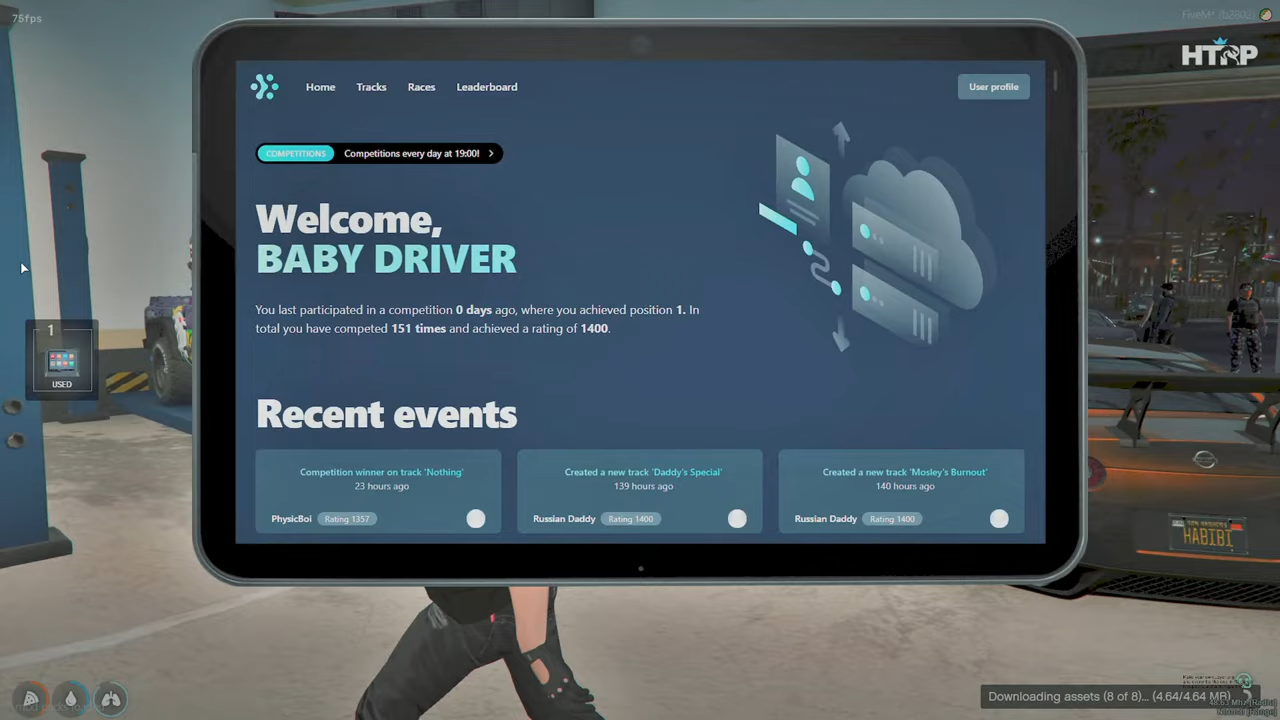 75fps
FiveM® (b2802)
HTRP
Home Tracks Races Leaderboard
User profile
COMPETITIONS Competitions every day at 19:00!
Welcome,
BABY DRIVER
You last participated in a competition 0 days ago, where you achieved position 1. In
total you have competed 151 times and achieved a rating of 1400.
1
USED
Recent events
Competition winner on track 'Nothing'
23 hours ago
PhysicBoi Rating 1357
Created a new track 'Daddy's Special'
139 hours ago
Russian Daddy Rating 1400
Created a new track 'Mosley's Burnout'
140 hours ago
Russian Daddy Rating 1400
SAN ANDREAS
HABIBI
Downloading assets (8 of 8)... (4.64/4.64 MB)